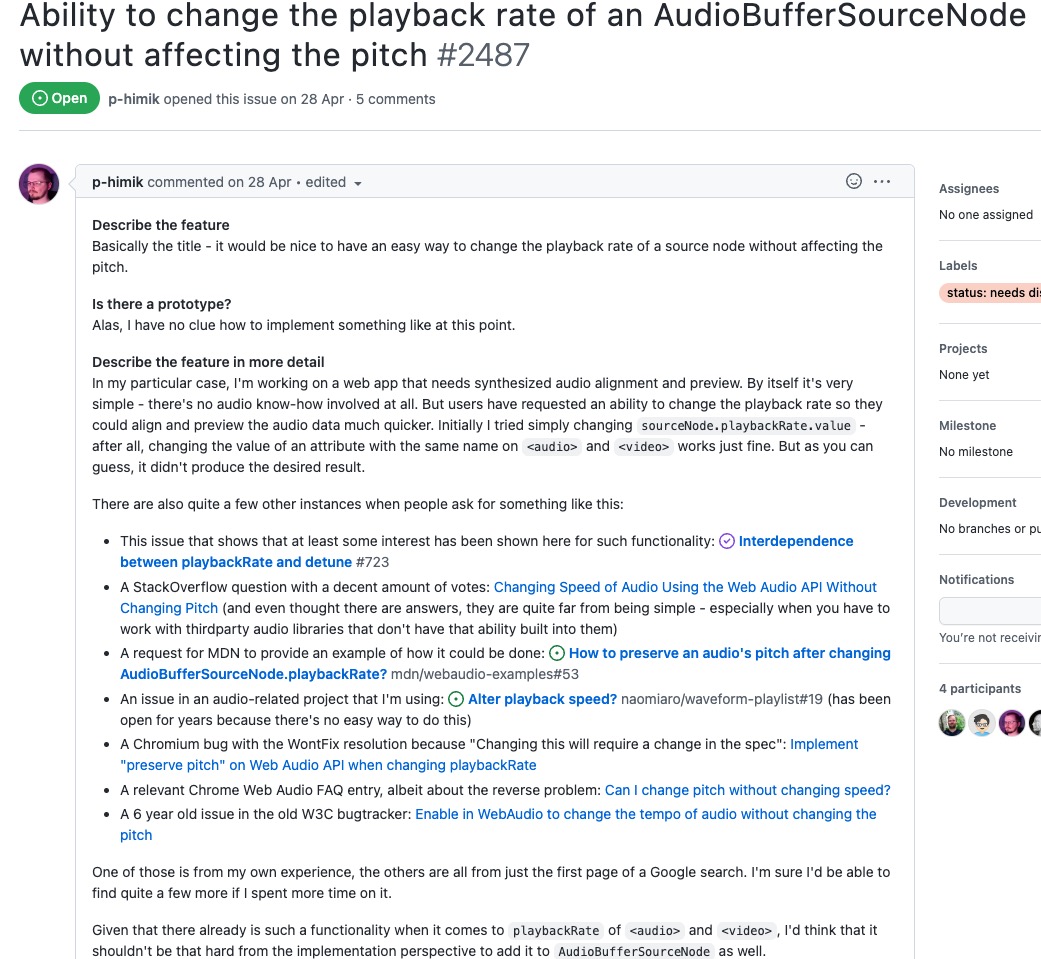 Ability to change the playback rate of an AudioBufferSourceNode
without affecting the pitch #2487
Open p-himik opened this issue on 28 Apr · 5 comments
p-himik commented on 28 Apr • edited
Describe the feature
Basically the title - it would be nice to have an easy way to change the playback rate of a source node without affecting the
pitch.
Is there a prototype?
Alas, I have no clue how to implement something like at this point.
Describe the feature in more detail
In my particular case, I'm working on a web app that needs synthesized audio alignment and preview. By itself it's very
simple - there's no audio know-how involved at all. But users have requested an ability to change the playback rate so they
could align and preview the audio data much quicker. Initially I tried simply changing sourceNode.playbackRate.value -
after all, changing the value of an attribute with the same name on <audio> and <video> works just fine. But as you can
guess, it didn't produce the desired result.
There are also quite a few other instances when people ask for something like this:
• This issue that shows that at least some interest has been shown here for such functionality: Interdependence
between playbackRate and detune #723
• A StackOverflow question with a decent amount of votes: Changing Speed of Audio Using the Web Audio API Without
Changing Pitch (and even thought there are answers, they are quite far from being simple - especially when you have to
work with thirdparty audio libraries that don't have that ability built into them)
• A request for MDN to provide an example of how it could be done: How to preserve an audio's pitch after changing
AudioBufferSourceNode.playbackRate? mdn/webaudio-examples#53
• An issue in an audio-related project that I'm using: Alter playback speed? naomiaro/waveform-playlist#19 (has been
open for years because there's no easy way to do this)
• A Chromium bug with the WontFix resolution because "Changing this will require a change in the spec": Implement
"preserve pitch" on Web Audio API when changing playbackRate
• A relevant Chrome Web Audio FAQ entry, albeit about the reverse problem: Can I change pitch without changing speed?
• A 6 year old issue in the old W3C bugtracker: Enable in WebAudio to change the tempo of audio without changing the
pitch
One of those is from my own experience, the others are all from just the first page of a Google search. I'm sure I'd be able to
find quite a few more if I spent more time on it.
Given that there already is such a functionality when it comes to playbackRate of <audio> and <video>, I'd think that it
shouldn't be that hard from the implementation perspective to add it to AudioBufferSourceNode as well.
Assignees
No one assigned
Labels
status: needs dis
Projects
None yet
Milestone
No milestone
Development
No branches or pu
Notifications
You're not receivin
4 participants